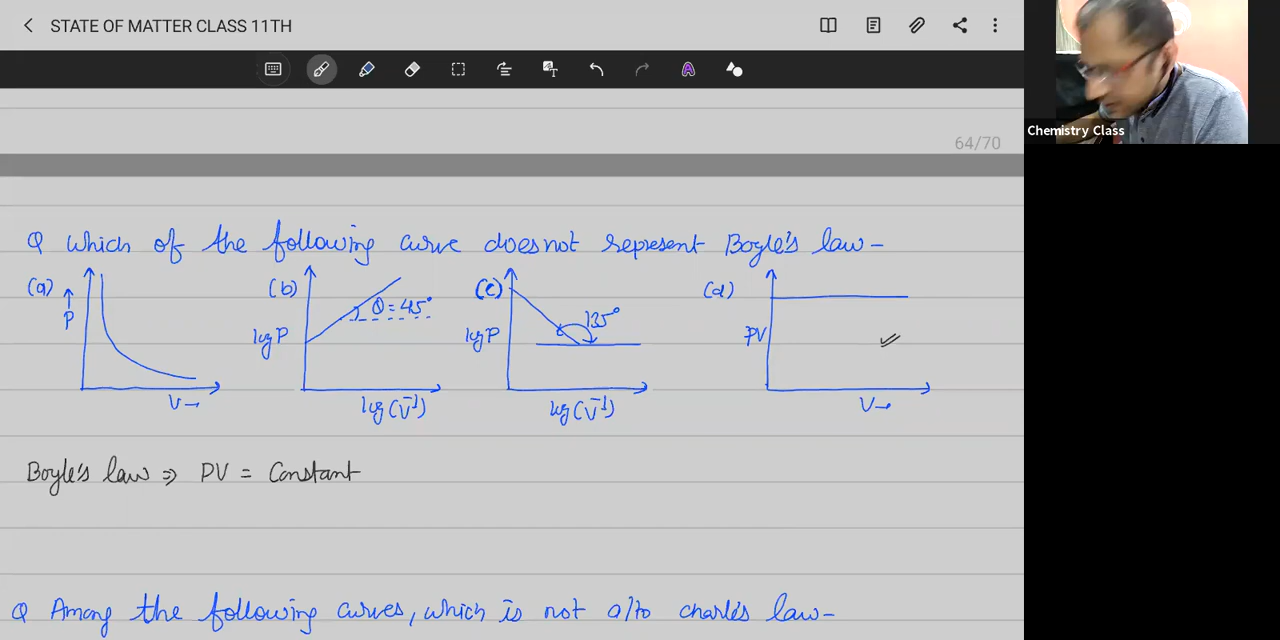 STATE OF MATTER CLASS 11TH
Chemistry Class
64/70
Q Which of the following curve does not represent Boyle's law -
(a) ↑ P V→
(b) log P θ = 45° log (V⁻¹)
(c) log P 135° log (V⁻¹)
(d) PV V→
Boyle's law ⇒ PV = Constant
Q Among the following curves, which is not a/to charle's law -